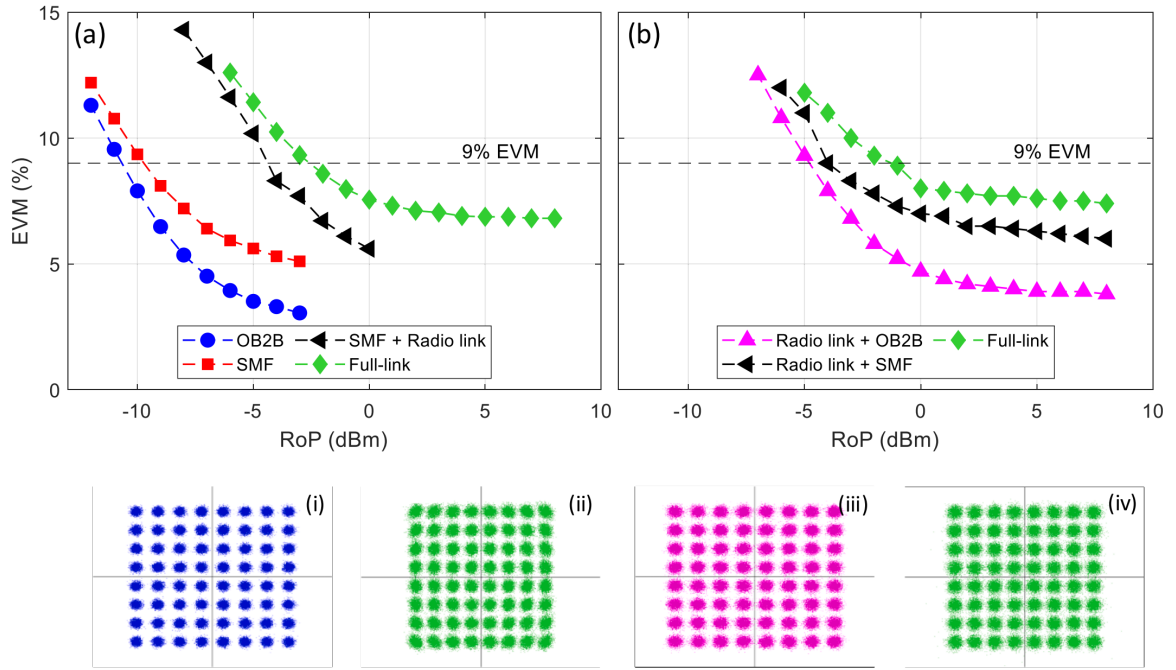 15
10
5
0
EVM (%)
(a)
9% EVM
OB2B
SMF + Radio link
SMF
Full-link
-10
-5
0
5
10
RoP (dBm)
(b)
9% EVM
Radio link + OB2B
Full-link
Radio link + SMF
-10
-5
0
5
10
RoP (dBm)
(i)
(ii)
(iii)
(iv)